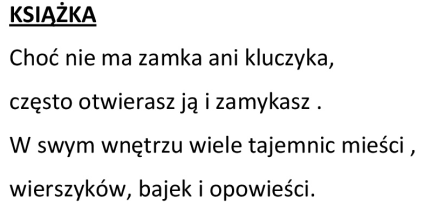 KSIĄŻKA
Choć nie ma zamka ani kluczyka,
często otwierasz ją i zamykasz .
W swym wnętrzu wiele tajemnic mieści ,
wierszyków, bajek i opowieści.